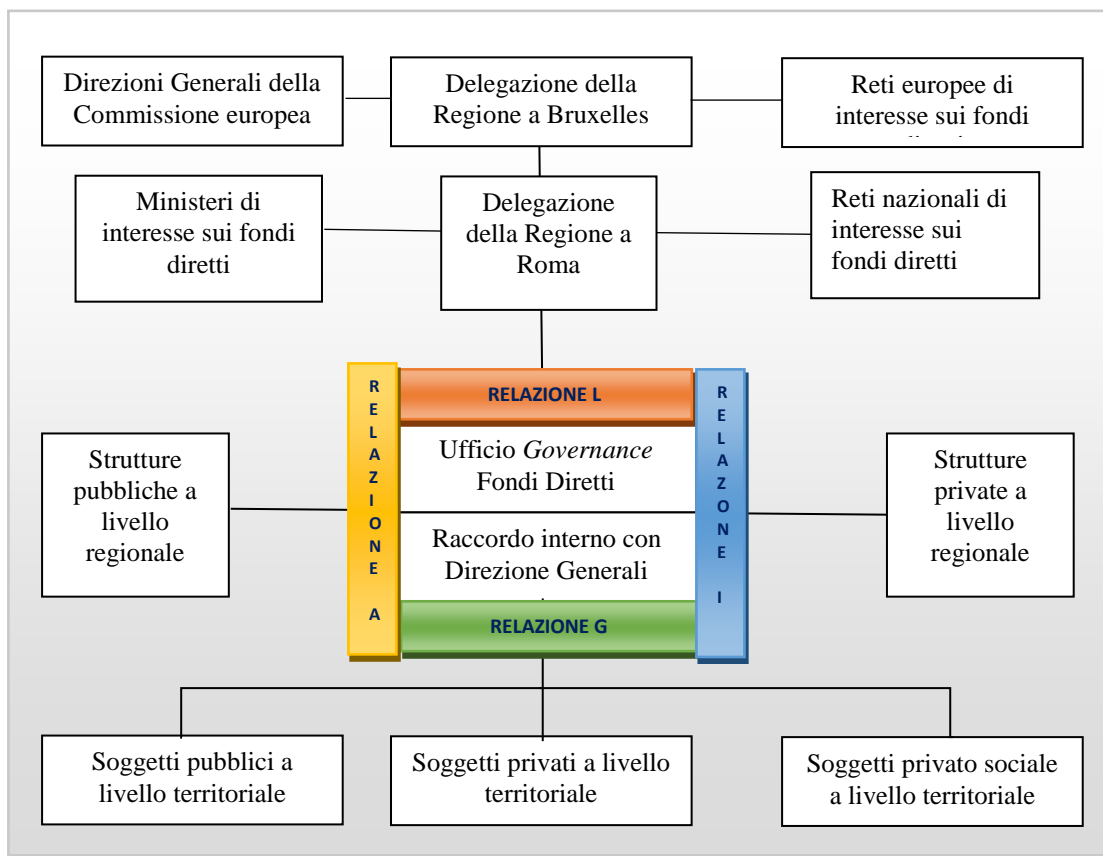 Direzioni Generali della
Commissione europea
Delegazione della
Regione a Bruxelles
Reti europee di
interesse sui fondi
Ministeri di
interesse sui fondi
diretti
Delegazione
della Regione a
Roma
Reti nazionali di
interesse sui
fondi diretti
RELAZIONE A
RELAZIONE L
RELAZONE I
Strutture
pubbliche a
livello
regionale
Ufficio Governance
Fondi Diretti
Raccordo interno con
Direzione Generali
Strutture
private a
livello
regionale
RELAZIONE G
Soggetti pubblici a
livello territoriale
Soggetti privati a livello
territoriale
Soggetti privato sociale
a livello territoriale